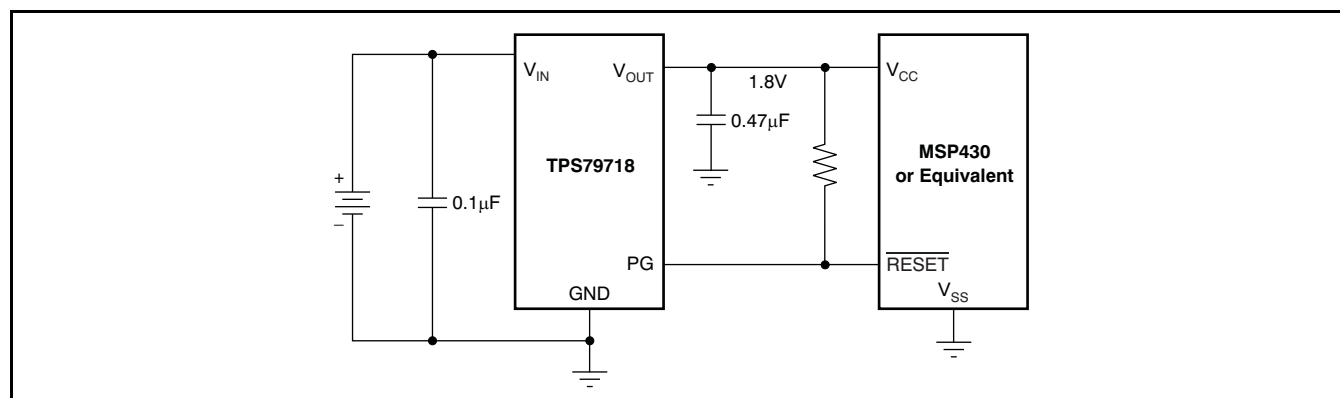 V_IN
V_OUT
1.8V
V_CC
0.47μF
TPS79718
MSP430
or Equivalent
+
0.1μF
–
PG
RESET
GND
V_SS